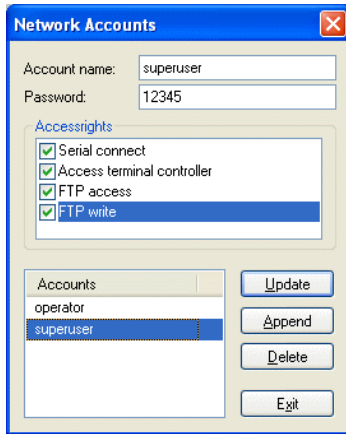 Network Accounts
Account name: superuser
Password: 12345
Accessrights
Serial connect
Access terminal controller
FTP access
FTP write
Accounts
operator
superuser
Update
Append
Delete
Exit